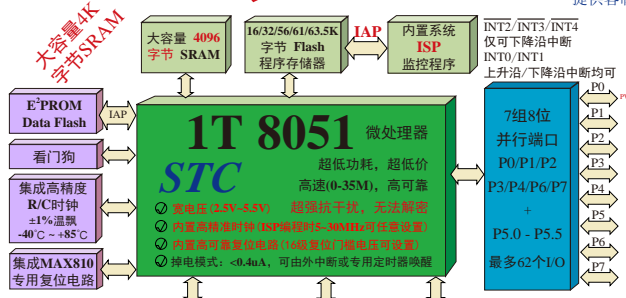 大容量4K
字节SRAM
大容量 4096
字节 SRAM
16/32/56/61/63.5K
字节 Flash
程序存储器
IAP
内置系统
ISP
监控程序
INT2/INT3/INT4
仅可下降沿中断
INT0/INT1
上升沿/下降沿中断均可
E²PROM
Data Flash
IAP
看门狗
集成高精度
R/C时钟
±1%温飘
-40℃~+85℃
集成MAX810
专用复位电路
1T 8051 微处理器
STC
超低功耗，超低价
高速(0-35M)，高可靠
宽电压(2.5V~5.5V) 超强抗干扰，无法解密
内置高精准时钟(ISP编程时5~30MHz可任意设置)
内置高可靠复位电路(16级复位门槛电压可设置)
掉电模式：<0.4uA，可由外中断或专用定时器唤醒
7组8位
并行端口
P0/P1/P2
P3/P4/P6/P7
+
P5.0 - P5.5
最多62个I/O
P0
P1
P2
P3
P4
P5
P6
P7